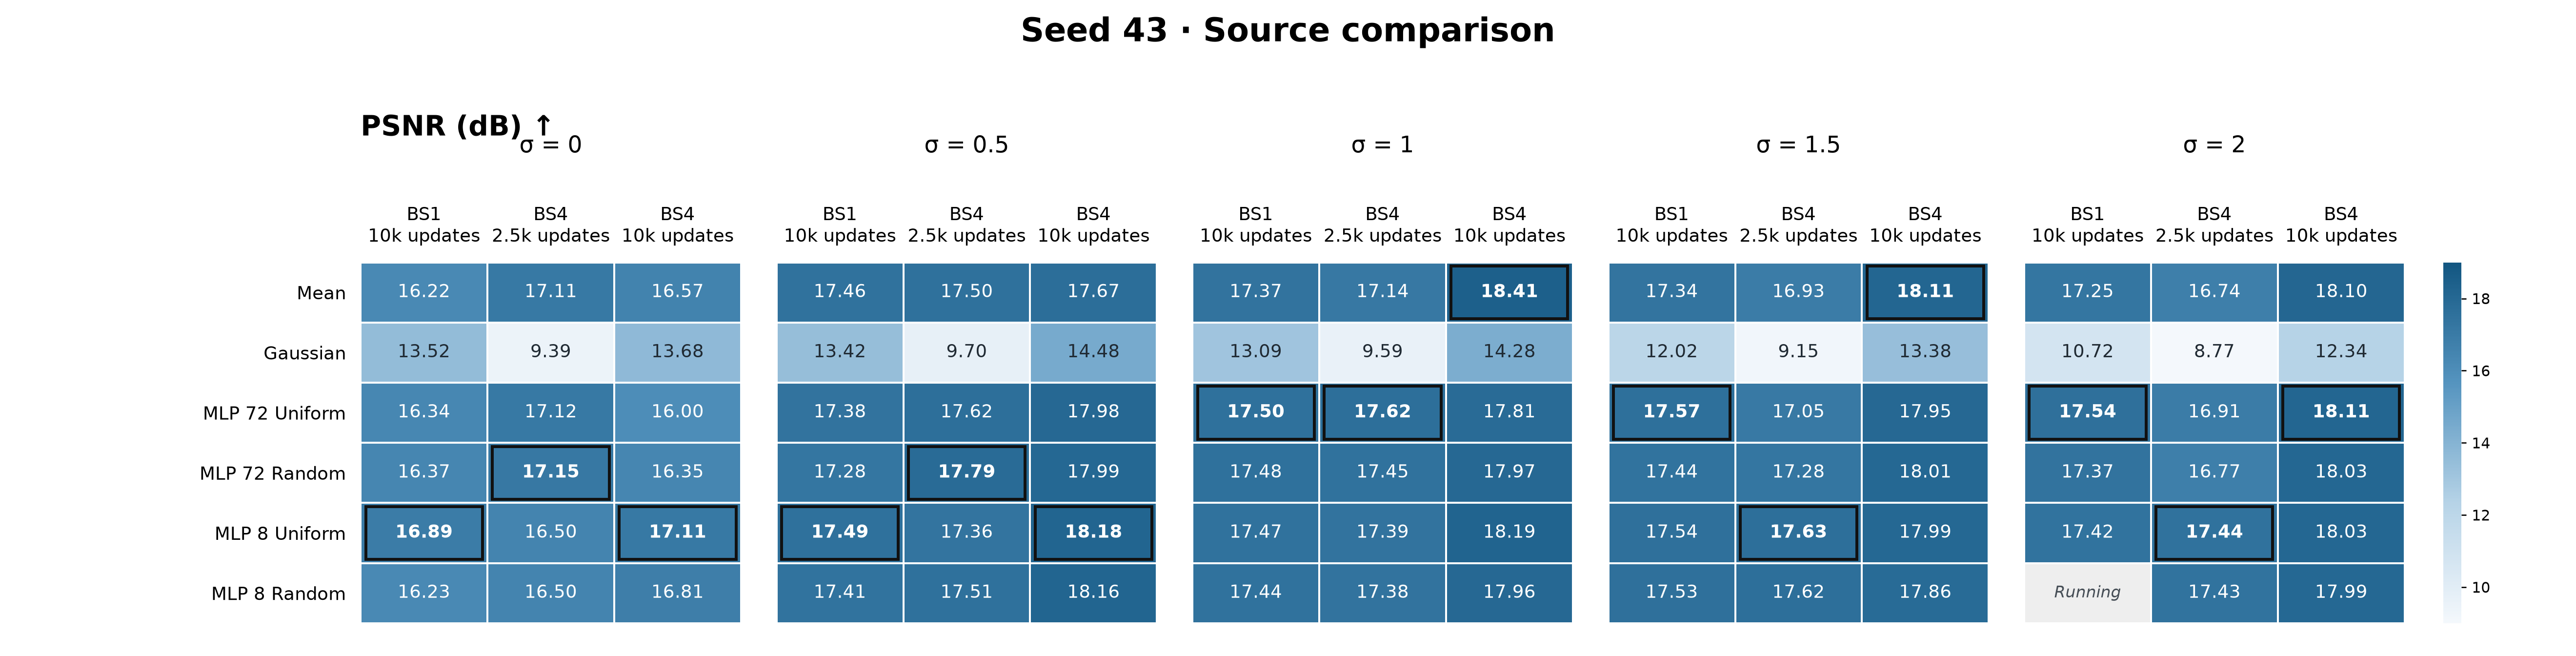 Seed 43 · Source comparison
PSNR (dB) ↑
σ = 0 σ = 0.5 σ = 1 σ = 1.5 σ = 2
BS1 BS4 BS4 BS1 BS4 BS4 BS1 BS4 BS4 BS1 BS4 BS4 BS1 BS4 BS4
10k updates 2.5k updates 10k updates 10k updates 2.5k updates 10k updates 10k updates 2.5k updates 10k updates 10k updates 2.5k updates 10k updates 10k updates 2.5k updates 10k updates
Mean 16.22 17.11 16.57 17.46 17.50 17.67 17.37 17.14 18.41 17.34 16.93 18.11 17.25 16.74 18.10
Gaussian 13.52 9.39 13.68 13.42 9.70 14.48 13.09 9.59 14.28 12.02 9.15 13.38 10.72 8.77 12.34
MLP 72 Uniform 16.34 17.12 16.00 17.38 17.62 17.98 17.50 17.62 17.81 17.57 17.05 17.95 17.54 16.91 18.11
MLP 72 Random 16.37 17.15 16.35 17.28 17.79 17.99 17.48 17.45 17.97 17.44 17.28 18.01 17.37 16.77 18.03
MLP 8 Uniform 16.89 16.50 17.11 17.49 17.36 18.18 17.47 17.39 18.19 17.54 17.63 17.99 17.42 17.44 18.03
MLP 8 Random 16.23 16.50 16.81 17.41 17.51 18.16 17.44 17.38 17.96 17.53 17.62 17.86 Running 17.43 17.99
18
16
14
12
10